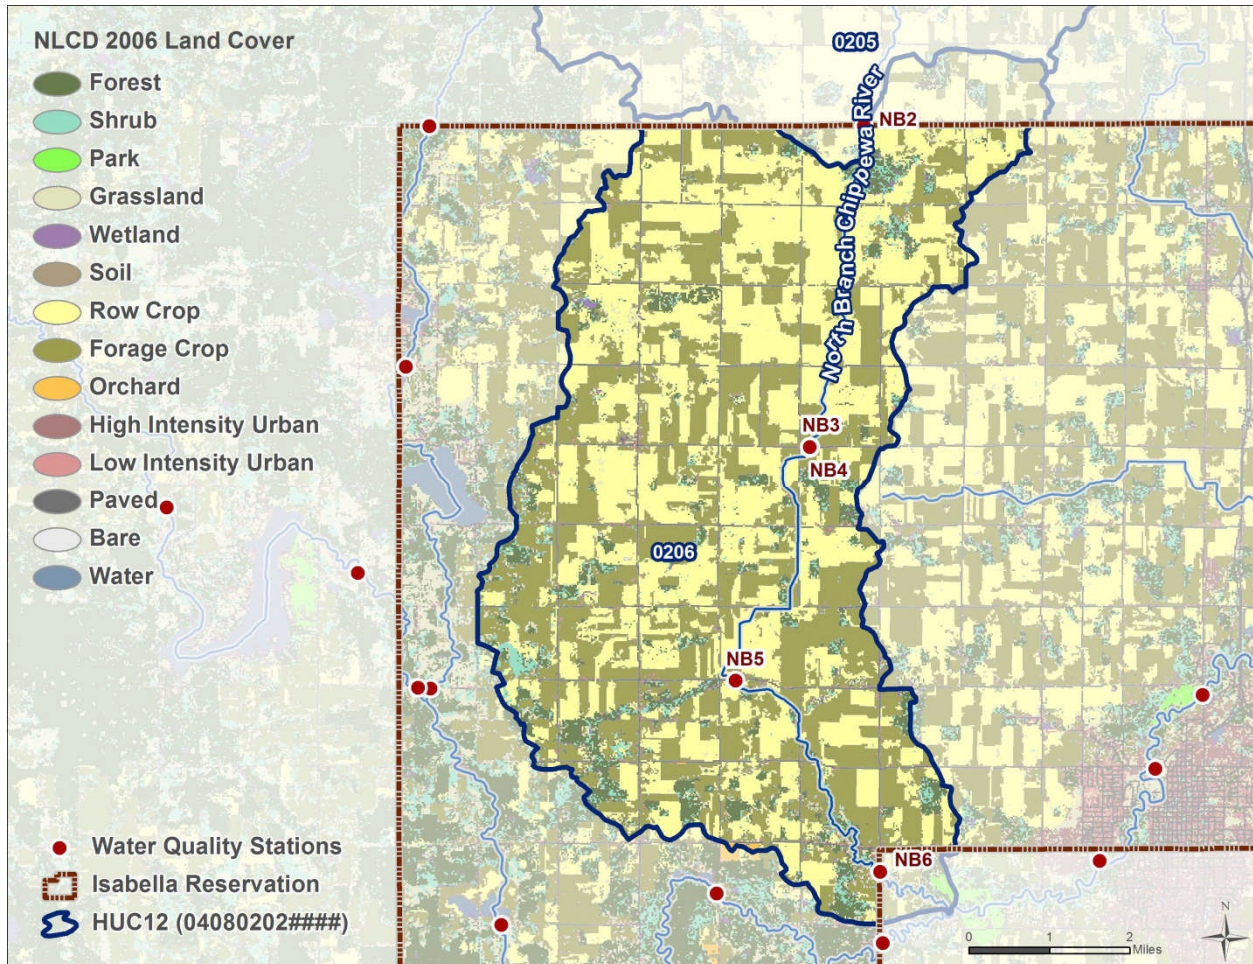 NLCD 2006 Land Cover
Forest
Shrub
Park
Grassland
Wetland
Soil
Row Crop
Forage Crop
Orchard
High Intensity Urban
Low Intensity Urban
Paved
Bare
Water
Water Quality Stations
Isabella Reservation
HUC12 (04080202####)
0205
North Branch Chippewa River
NB2
NB3
NB4
0206
NB5
NB6
N
0 1 2
Miles